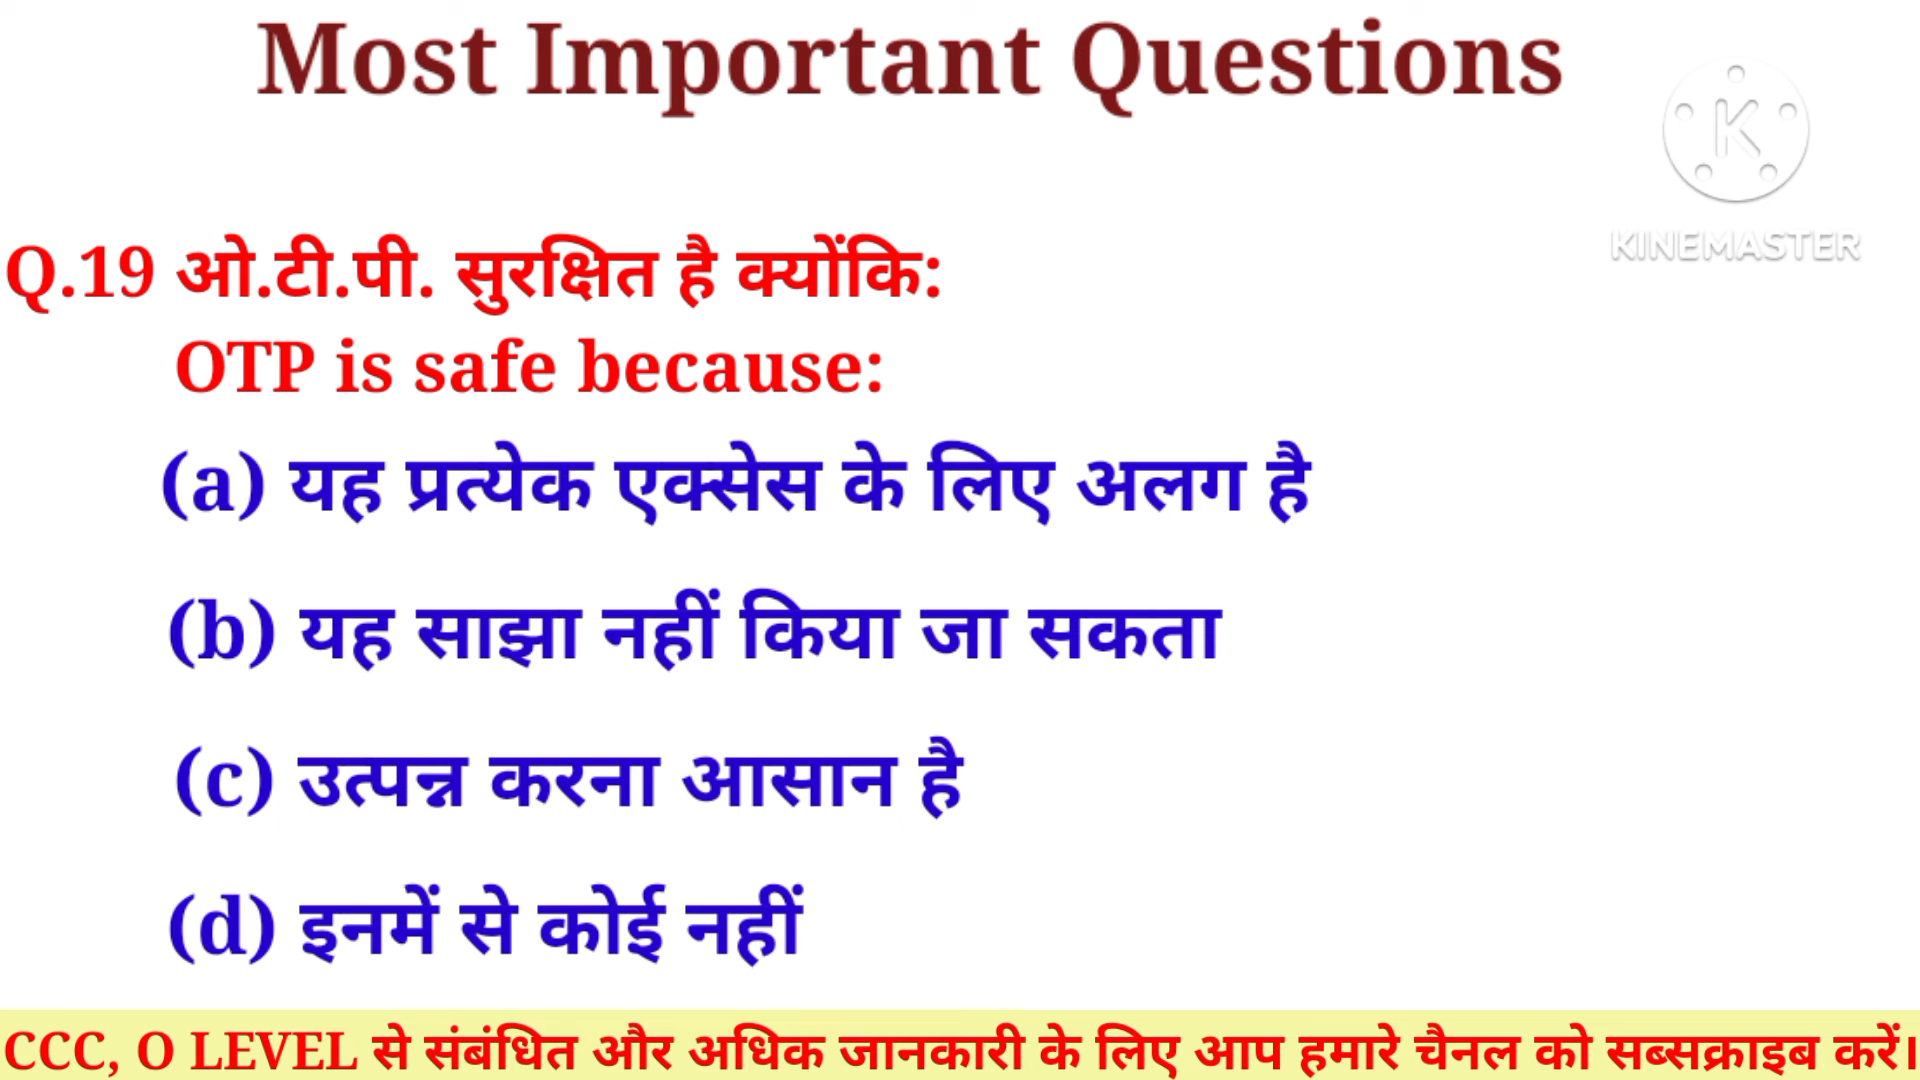 Most Important Questions
K
KINEMASTER
Q.19 ओ.टी.पी. सुरक्षित है क्योंकि:
OTP is safe because:
(a) यह प्रत्येक एक्सेस के लिए अलग है
(b) यह साझा नहीं किया जा सकता
(c) उत्पन्न करना आसान है
(d) इनमें से कोई नहीं
CCC, O LEVEL से संबंधित और अधिक जानकारी के लिए आप हमारे चैनल को सब्सक्राइब करें।